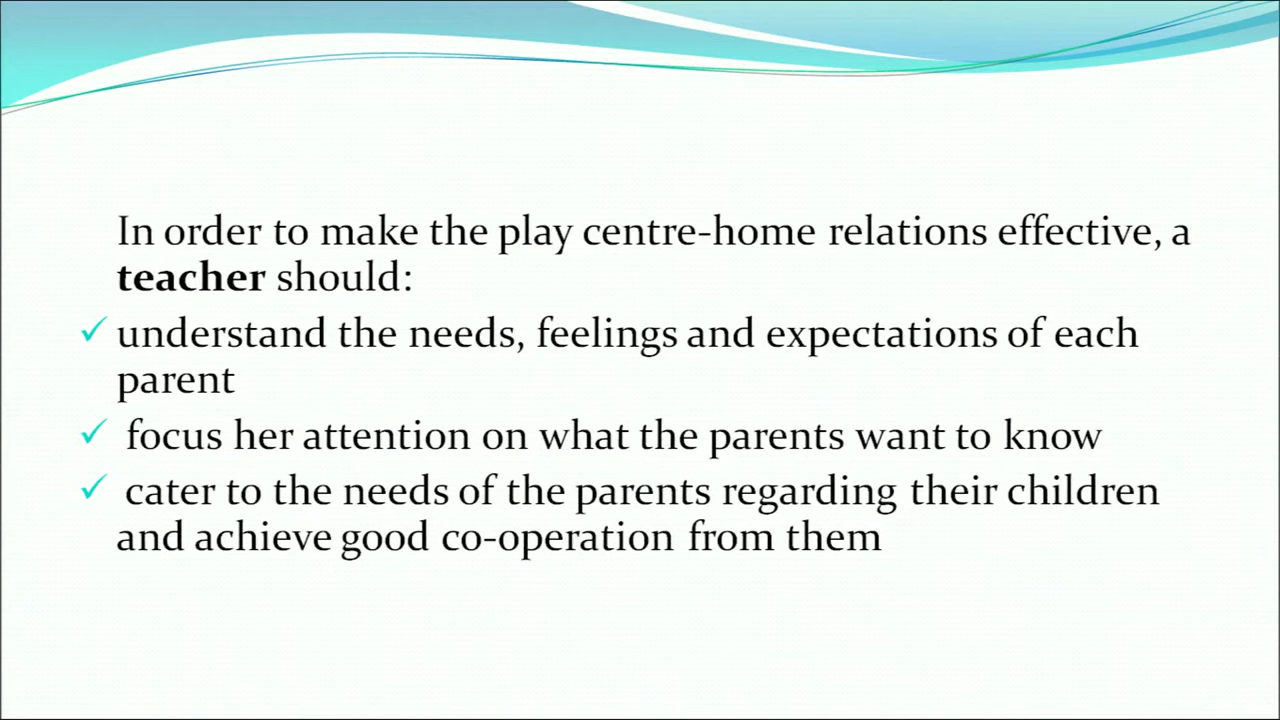 In order to make the play centre-home relations effective, a
teacher should:
✓ understand the needs, feelings and expectations of each
parent
✓ focus her attention on what the parents want to know
✓ cater to the needs of the parents regarding their children
and achieve good co-operation from them